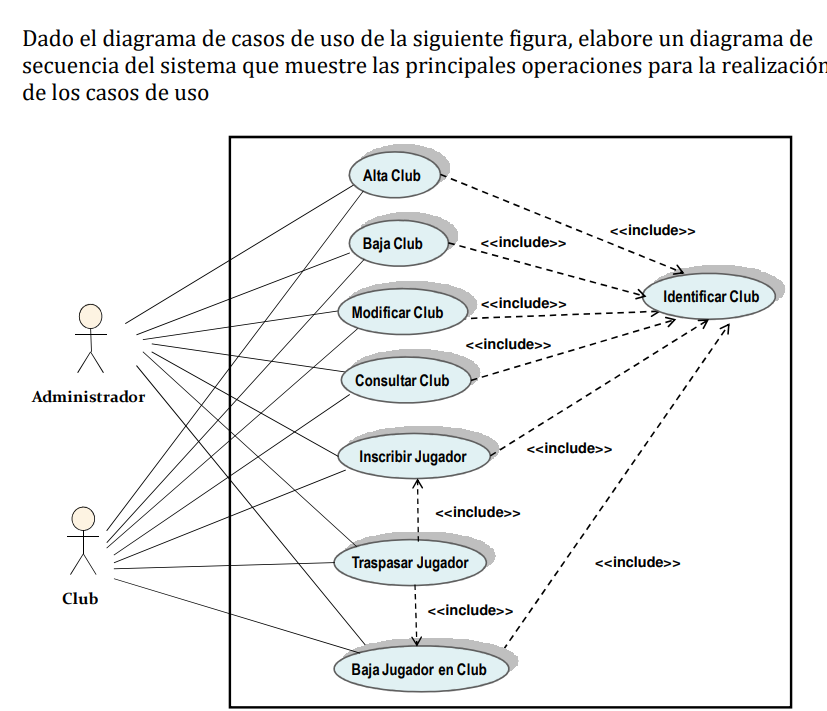 Dado el diagrama de casos de uso de la siguiente figura, elabore un diagrama de
secuencia del sistema que muestre las principales operaciones para la realización
de los casos de uso
Alta Club
<<include>>
Baja Club
<<include>>
Identificar Club
Modificar Club
<<include>>
<<include>>
Consultar Club
Administrador
Inscribir Jugador
<<include>>
<<include>>
Traspasar Jugador
<<include>>
Club
<<include>>
Baja Jugador en Club